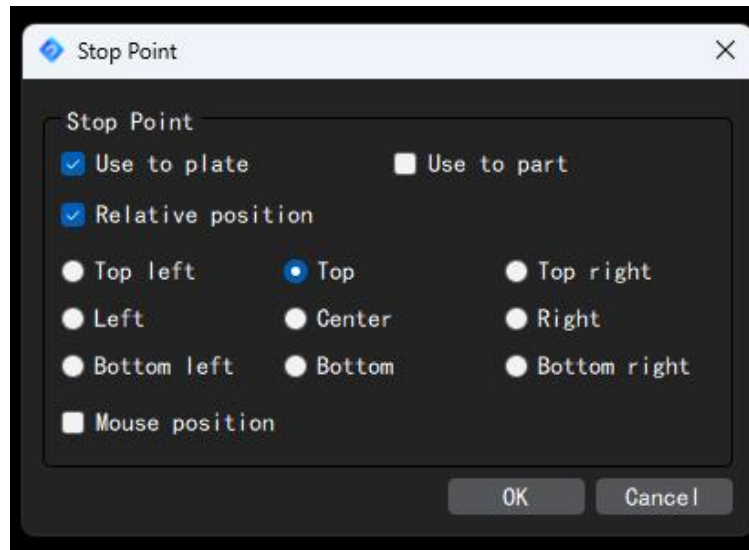 Stop Point
Stop Point
Use to plate Use to part
Relative position
Top left Top Top right
Left Center Right
Bottom left Bottom Bottom right
Mouse position
OK Cancel